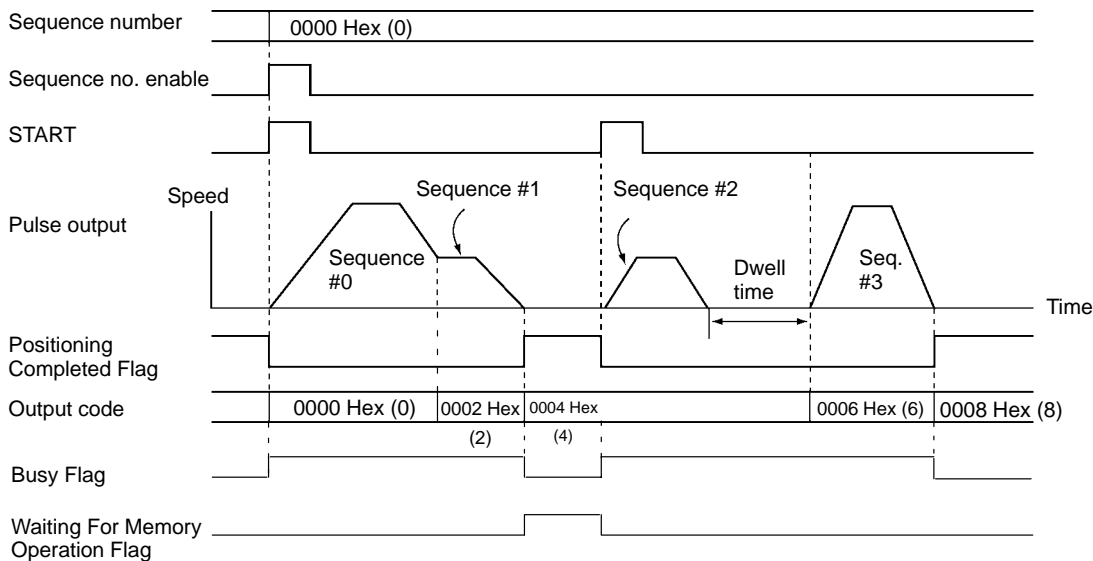 Sequence number
0000 Hex (0)
Sequence no. enable
START
Speed
Sequence #1
Sequence #2
Pulse output
Sequence
#0
Dwell
time
Seq.
#3
Time
Positioning
Completed Flag
Output code
0000 Hex (0)
0002 Hex
(2)
0004 Hex
(4)
0006 Hex (6)
0008 Hex (8)
Busy Flag
Waiting For Memory
Operation Flag